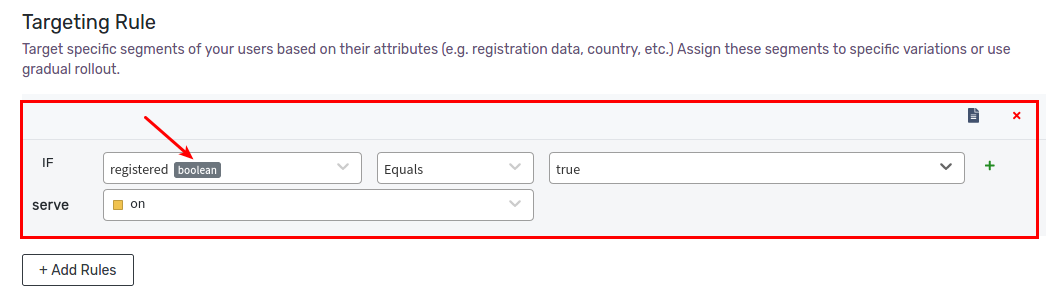 Targeting Rule
Target specific segments of your users based on their attributes (e.g. registration data, country, etc.) Assign these segments to specific variations or use
gradual rollout.
IF registered boolean Equals true +
serve on
+ Add Rules